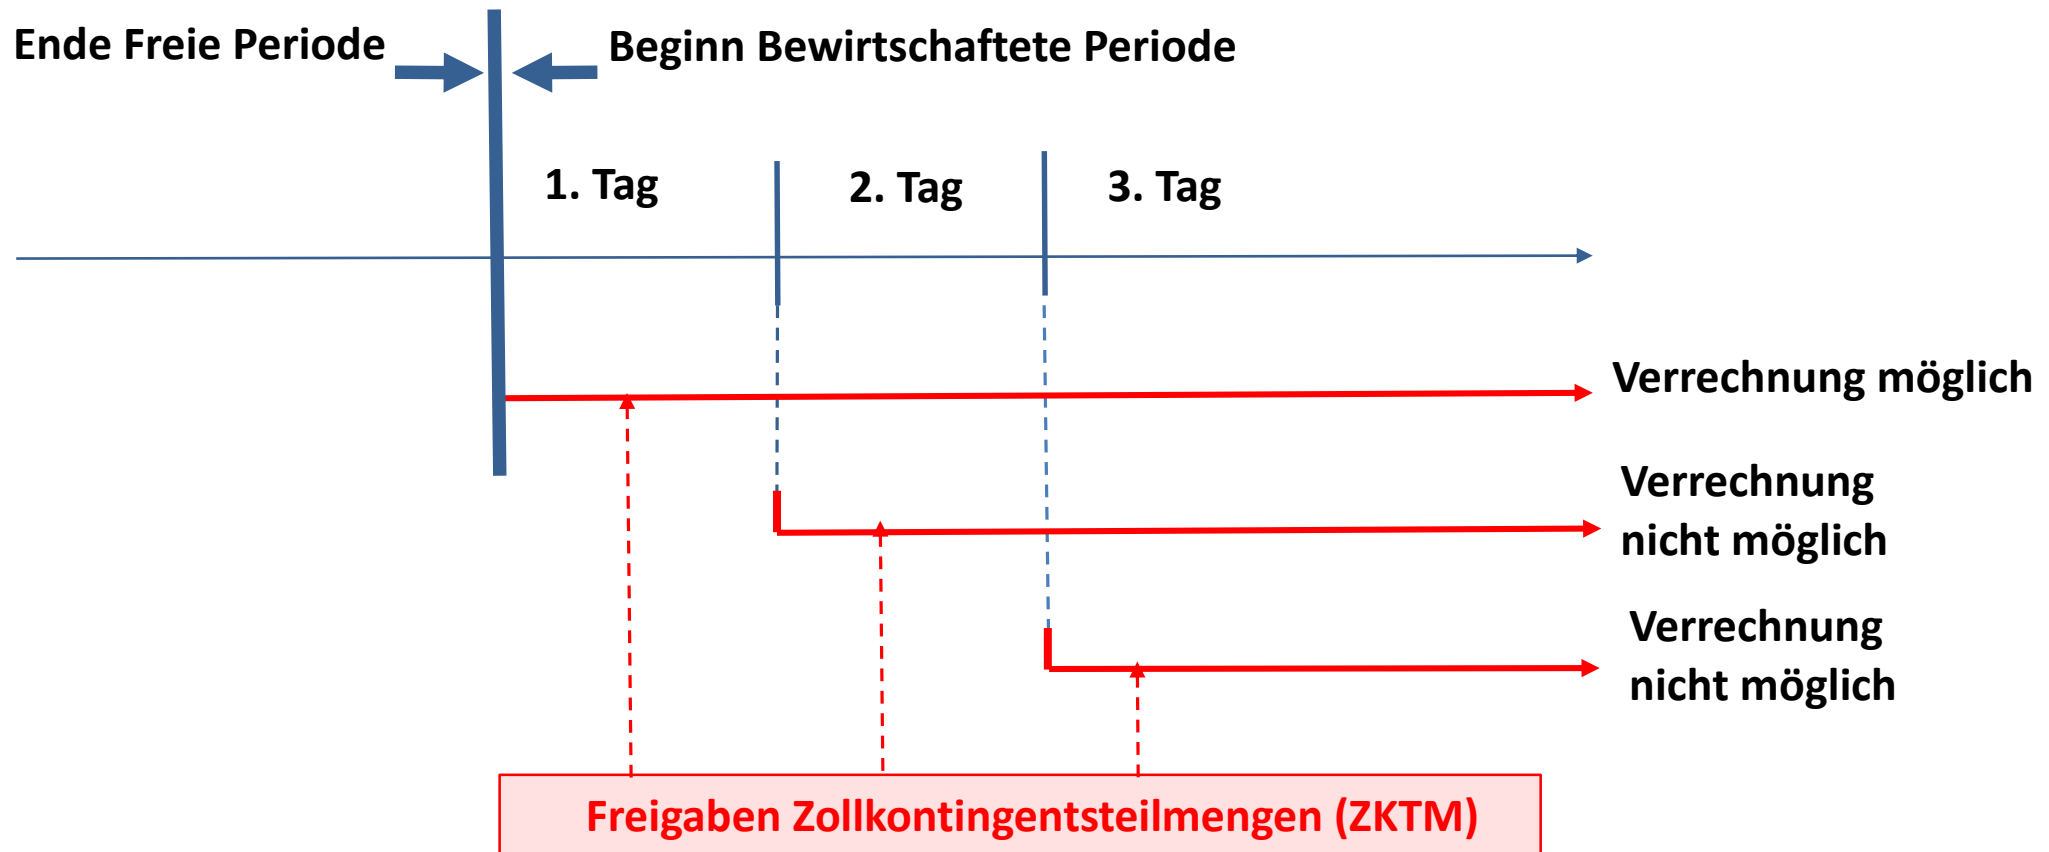 Ende Freie Periode
Beginn Bewirtschaftete Periode
1. Tag
2. Tag
3. Tag
Verrechnung möglich
Verrechnung
nicht möglich
Verrechnung
nicht möglich
Freigaben Zollkontingentsteilmengen (ZKTM)